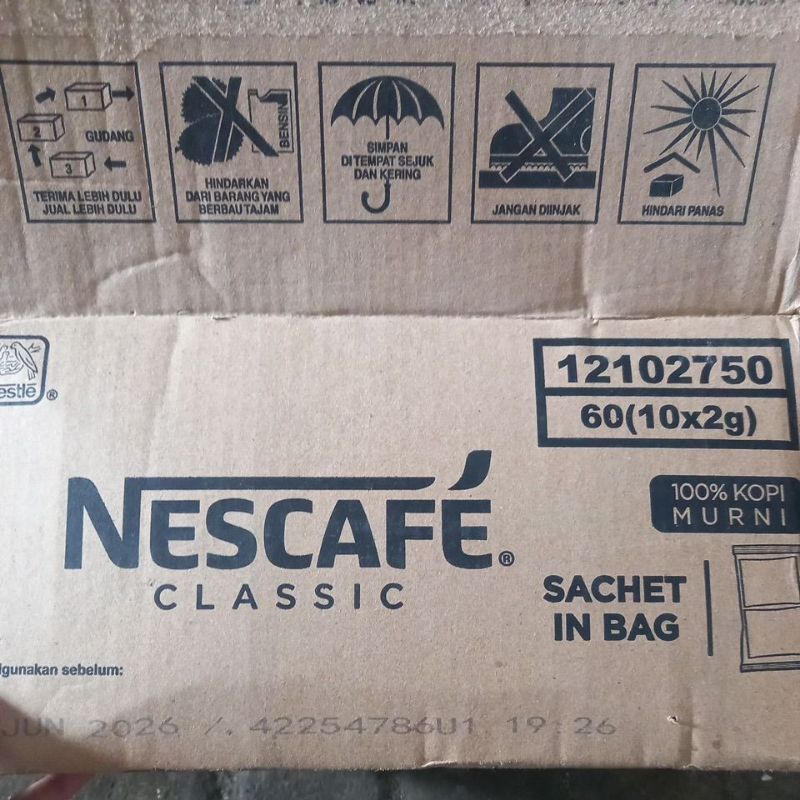 1
2
3
GUDANG
TERIMA LEBIH DULU
JUAL LEBIH DULU
BENSIN
HINDARKAN
DARI BARANG YANG
BERBAU TAJAM
SIMPAN
DI TEMPAT SEJUK
DAN KERING
JANGAN DIINJAK
HINDARI PANAS
estlé ®
12102750
60(10x2g)
NESCAFÉ®
CLASSIC
100% KOPI
MURNI
SACHET
IN BAG
igunakan sebelum:
JUN 2026 /. 42254786U1 19:26